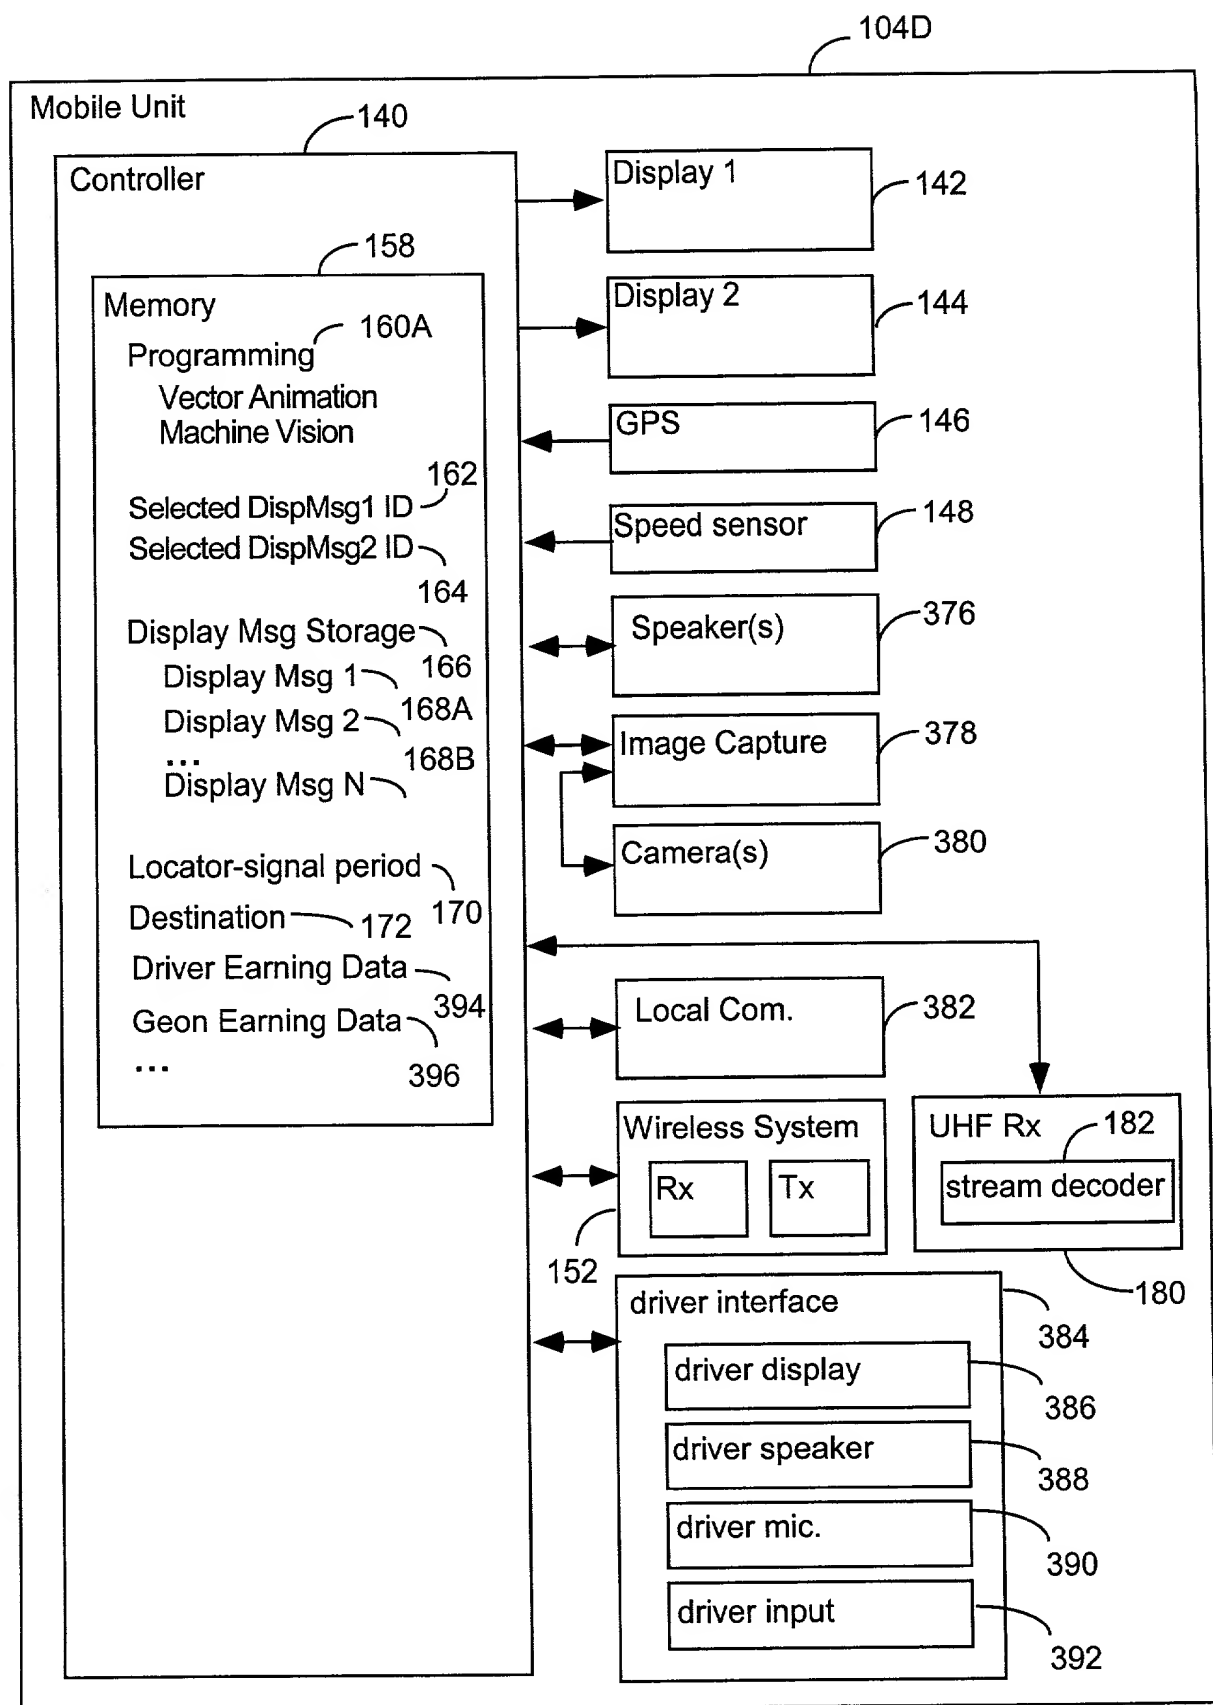 104D
Mobile Unit
140
Controller
158
Memory
160A
Programming
Vector Animation
Machine Vision
162
Selected DispMsg1 ID
Selected DispMsg2 ID
164
Display Msg Storage
166
Display Msg 1
168A
Display Msg 2
...
168B
Display Msg N
Locator-signal period
170
Destination
172
Driver Earning Data
394
Geon Earning Data
396
...
Display 1
142
Display 2
144
GPS
146
Speed sensor
148
Speaker(s)
376
Image Capture
378
Camera(s)
380
Local Com.
382
Wireless System
Rx
Tx
152
UHF Rx
182
stream decoder
180
driver interface
384
driver display
386
driver speaker
388
driver mic.
390
driver input
392